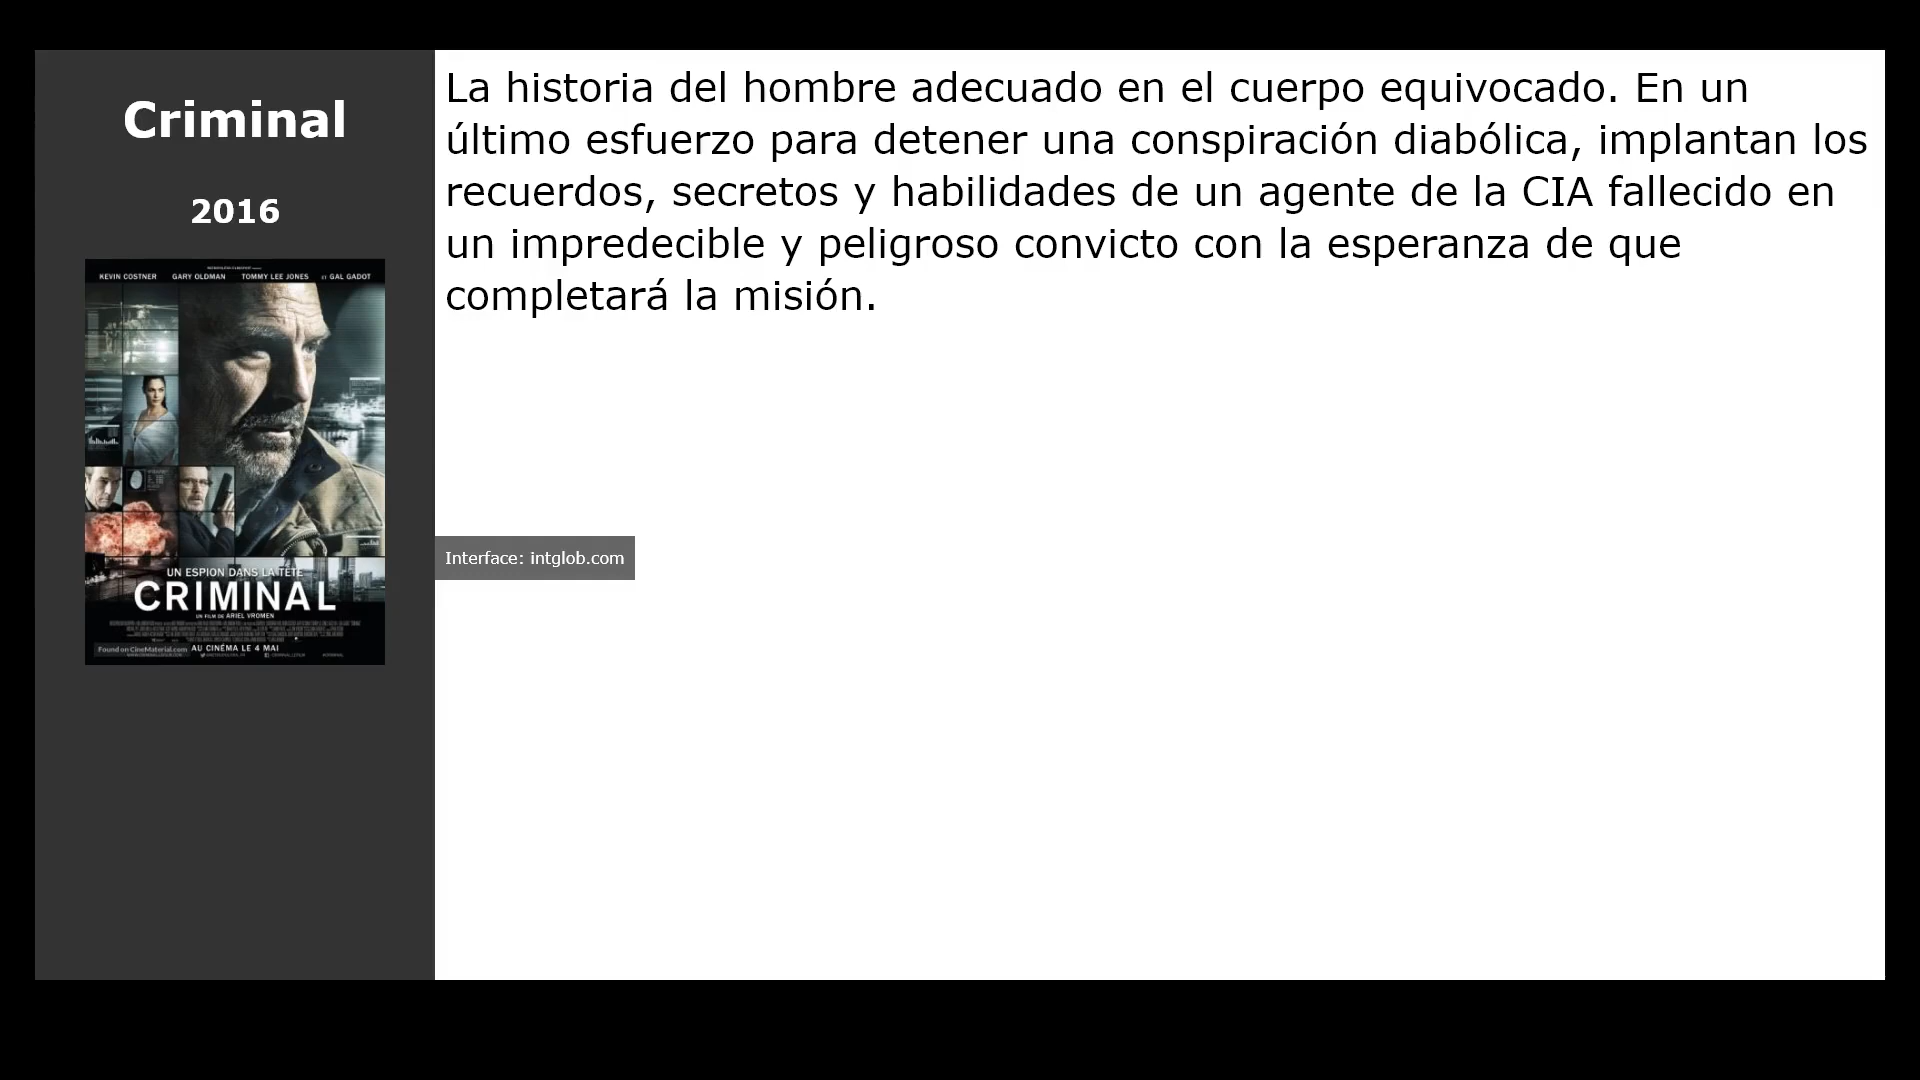 Criminal
2016
KEVIN COSTNER GARY OLDMAN TOMMY LEE JONES ET GAL GADOT
UN ESPION DANS LA TÊTE
CRIMINAL
UN FILM DE ARIEL VROMEN
Found on CineMaterial.com
AU CINÉMA LE 4 MAI
La historia del hombre adecuado en el cuerpo equivocado. En un
último esfuerzo para detener una conspiración diabólica, implantan los
recuerdos, secretos y habilidades de un agente de la CIA fallecido en
un impredecible y peligroso convicto con la esperanza de que
completará la misión.
Interface: intglob.com